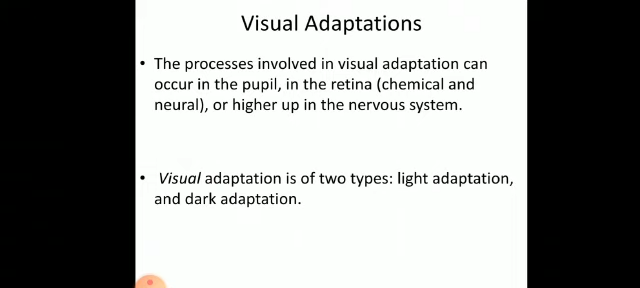 Visual Adaptations
• The processes involved in visual adaptation can
occur in the pupil, in the retina (chemical and
neural), or higher up in the nervous system.
• Visual adaptation is of two types: light adaptation,
and dark adaptation.